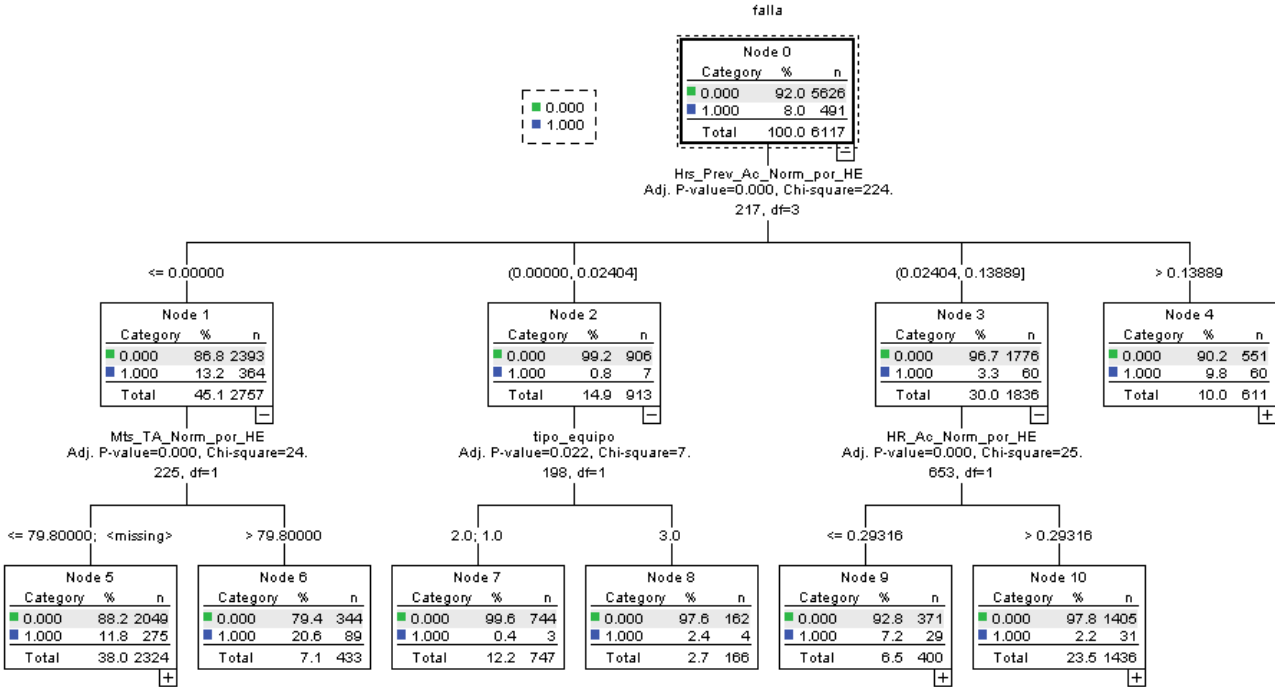 falla
Node 0
Category % n
0.000 92.0 5626
1.000 8.0 491
Total 100.0 6117
0.000
1.000
Hrs_Prev_Ac_Norm_por_HE
Adj. P-value=0.000, Chi-square=224.
217, df=3
<= 0.00000
(0.00000, 0.02404]
(0.02404, 0.13889]
> 0.13889
Node 1
Category % n
0.000 86.8 2393
1.000 13.2 364
Total 45.1 2757
Node 2
Category % n
0.000 99.2 906
1.000 0.8 7
Total 14.9 913
Node 3
Category % n
0.000 96.7 1776
1.000 3.3 60
Total 30.0 1836
Node 4
Category % n
0.000 90.2 551
1.000 9.8 60
Total 10.0 611
Mts_TA_Norm_por_HE
Adj. P-value=0.000, Chi-square=24.
225, df=1
tipo_equipo
Adj. P-value=0.022, Chi-square=7.
198, df=1
HR_Ac_Norm_por_HE
Adj. P-value=0.000, Chi-square=25.
653, df=1
<= 79.80000; <missing>
> 79.80000
2.0; 1.0
3.0
<= 0.29316
> 0.29316
Node 5
Category % n
0.000 88.2 2049
1.000 11.8 275
Total 38.0 2324
Node 6
Category % n
0.000 79.4 344
1.000 20.6 89
Total 7.1 433
Node 7
Category % n
0.000 99.6 744
1.000 0.4 3
Total 12.2 747
Node 8
Category % n
0.000 97.6 162
1.000 2.4 4
Total 2.7 166
Node 9
Category % n
0.000 92.8 371
1.000 7.2 29
Total 6.5 400
Node 10
Category % n
0.000 97.8 1405
1.000 2.2 31
Total 23.5 1436